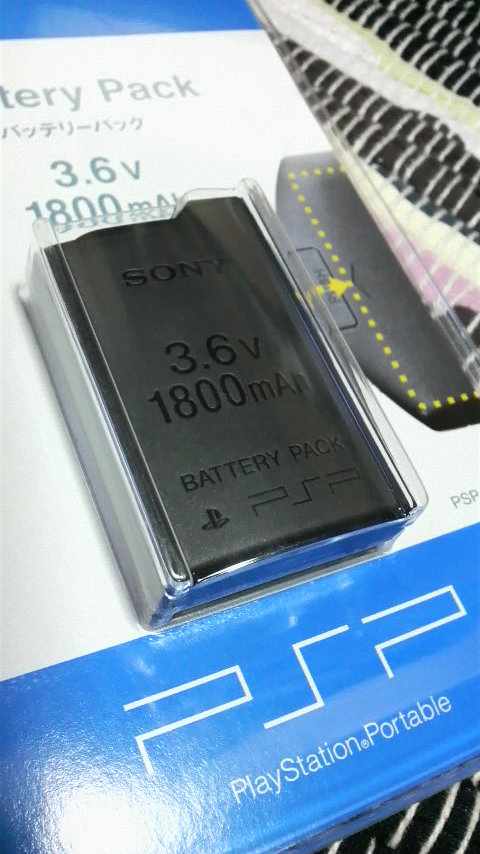 tery Pack
バッテリーパック
3.6V
1800mAh
SONY
3.6V
1800mAh
BATTERY PACK
PSP
PSP
PSP
PlayStation®Portable